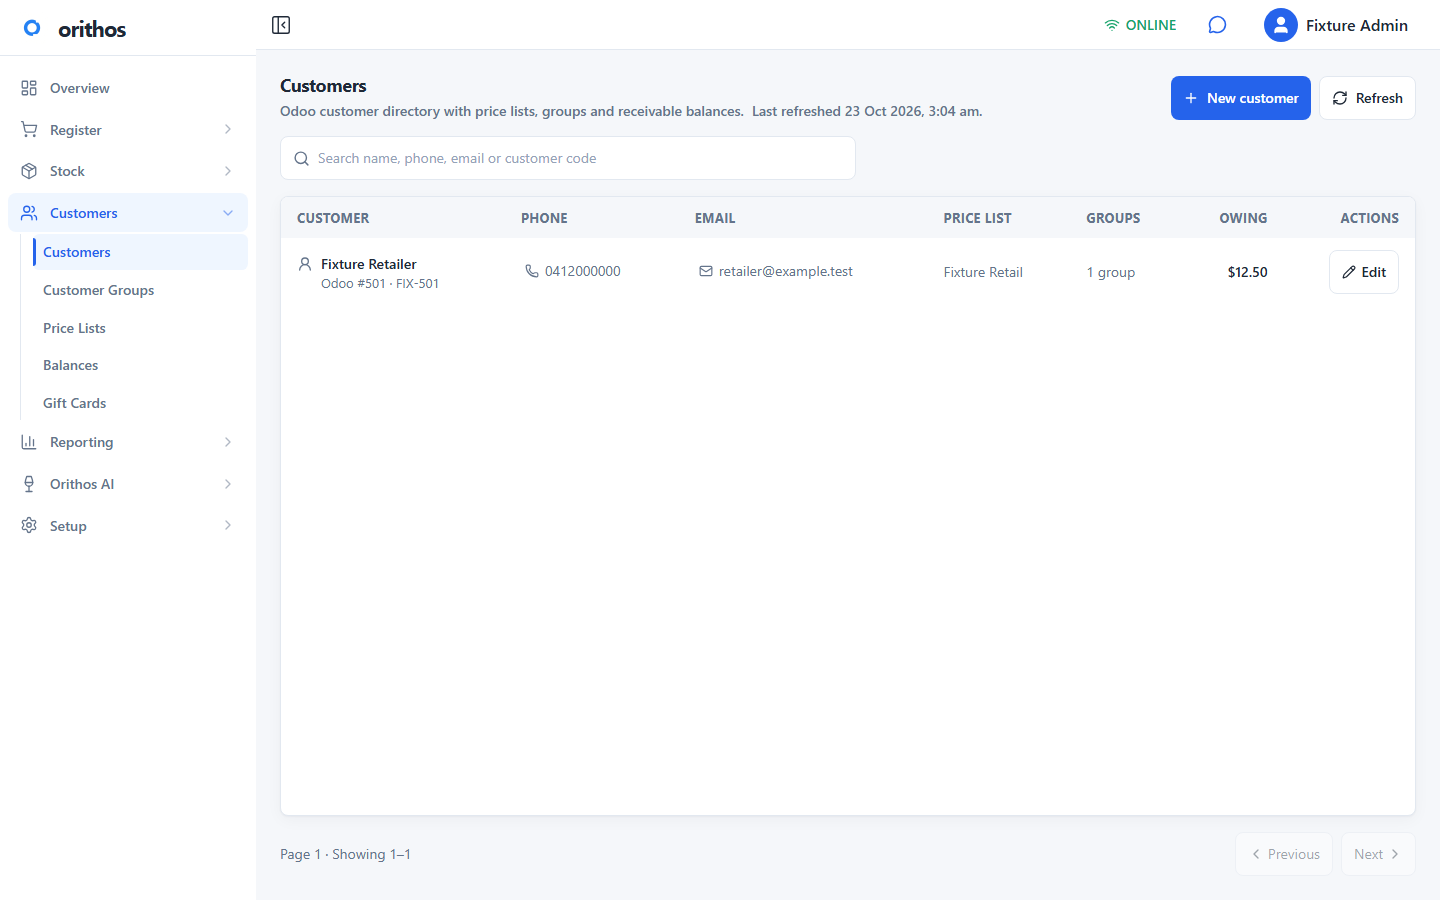 orithos
ONLINE
Fixture Admin
Overview
Register
Stock
Customers
Customers
Customer Groups
Price Lists
Balances
Gift Cards
Reporting
Orithos AI
Setup
Customers
Odoo customer directory with price lists, groups and receivable balances. Last refreshed 23 Oct 2026, 3:04 am.
New customer
Refresh
Search name, phone, email or customer code
CUSTOMER PHONE EMAIL PRICE LIST GROUPS OWING ACTIONS
Fixture Retailer
Odoo #501 · FIX-501
0412000000
retailer@example.test
Fixture Retail
1 group
$12.50
Edit
Page 1 · Showing 1–1
Previous
Next